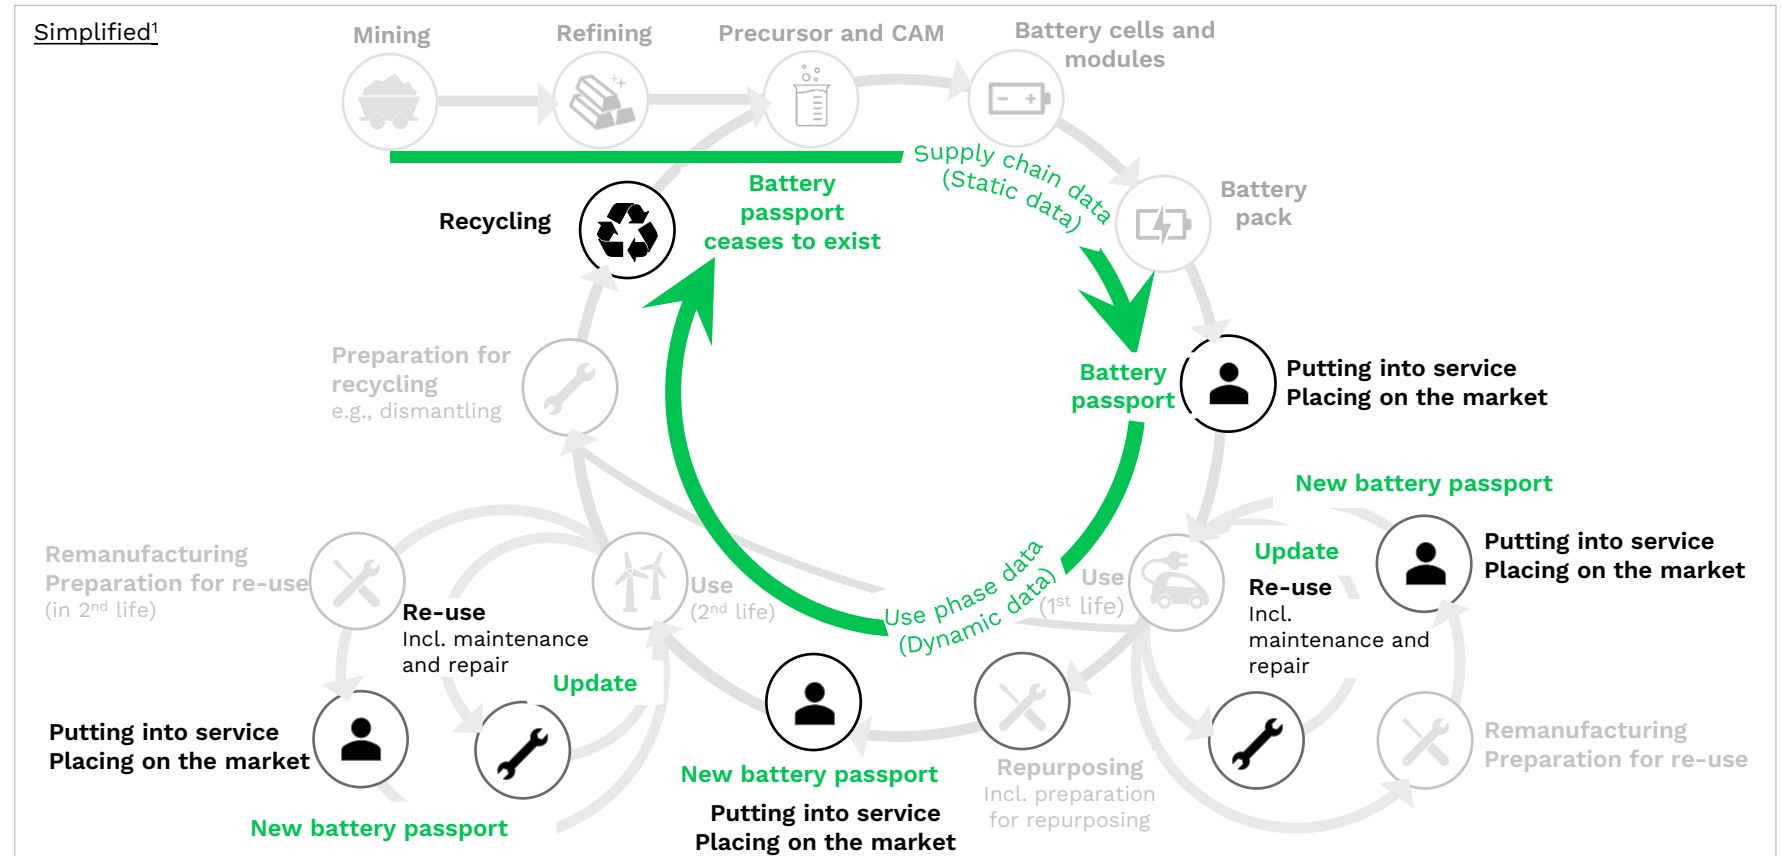 Simplified¹
Mining
Refining
Precursor and CAM
Battery cells and
modules
Supply chain data
(Static data)
Battery
pack
Battery
passport
ceases to exist
Recycling
Preparation for
recycling
e.g., dismantling
Battery
passport
Putting into service
Placing on the market
New battery passport
Putting into service
Placing on the market
Update
Re-use
Incl.
maintenance and
repair
Use
(1st life)
Use phase data
(Dynamic data)
Remanufacturing
Preparation for re-use
(in 2nd life)
Use
(2nd life)
Re-use
Incl. maintenance
and repair
Update
Putting into service
Placing on the market
New battery passport
New battery passport
Putting into service
Placing on the market
Repurposing
Incl. preparation
for repurposing
Remanufacturing
Preparation for re-use